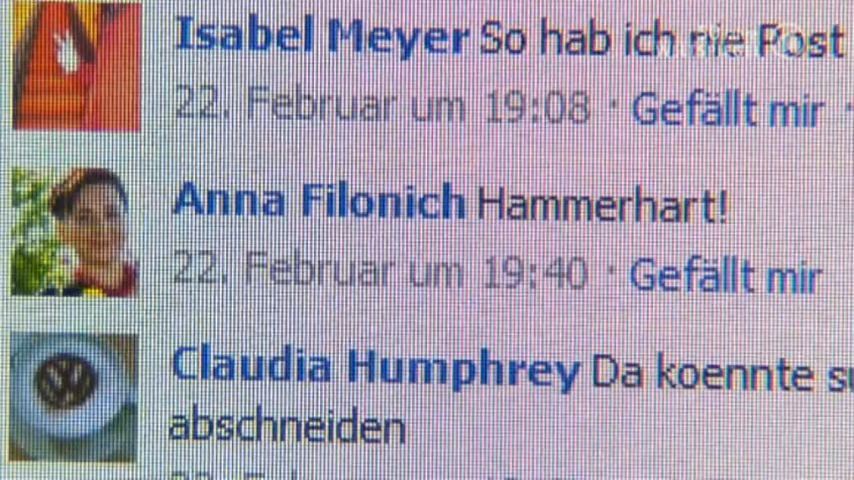 Isabel Meyer So hab ich nie Post
22. Februar um 19:08 · Gefällt mir ·
Anna Filonich Hammerhart!
22. Februar um 19:40 · Gefällt mir
Claudia Humphrey Da koennte su
abschneiden